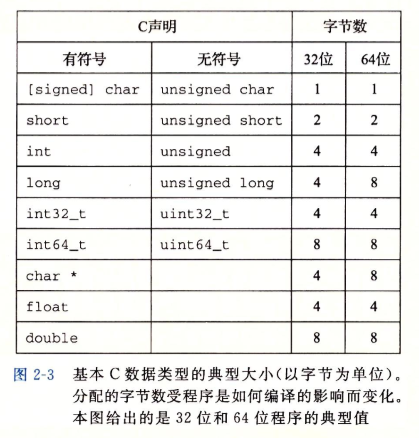 C声明 字节数
有符号 无符号 32位 64位
[signed] char unsigned char 1 1
short unsigned short 2 2
int unsigned 4 4
long unsigned long 4 8
int32_t uint32_t 4 4
int64_t uint64_t 8 8
char * 4 8
float 4 4
double 8 8
图 2-3 基本 C 数据类型的典型大小(以字节为单位)。
分配的字节数受程序是如何编译的影响而变化。
本图给出的是 32 位和 64 位程序的典型值